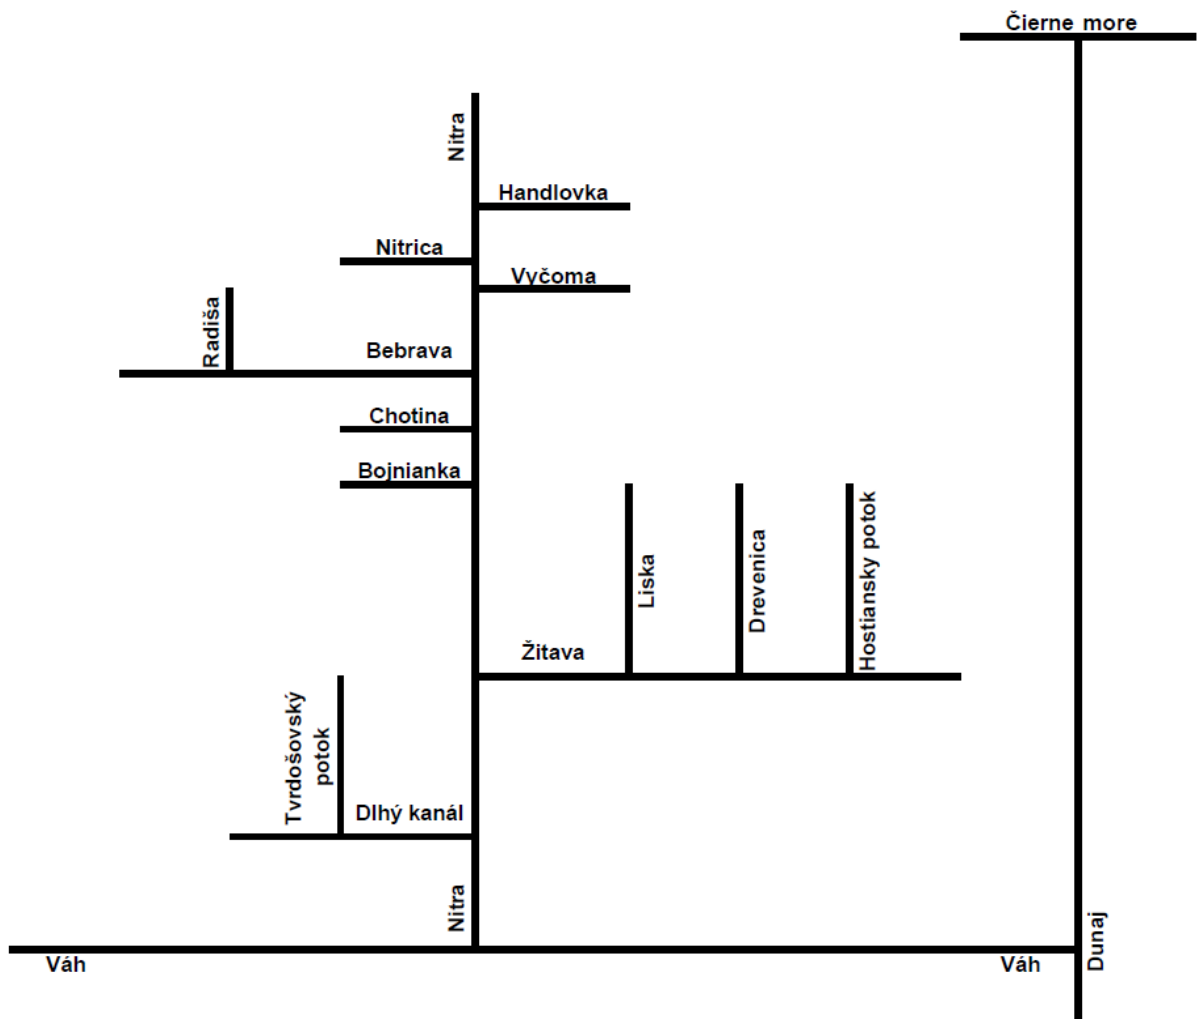 Čierne more
Nitra
Handlovka
Nitrica
Vyčoma
Radiša
Bebrava
Chotina
Bojnianka
Liska
Drevenica
Hostiansky potok
Žitava
Tvrdošovský
potok
Dlhý kanál
Nitra
Dunaj
Váh
Váh